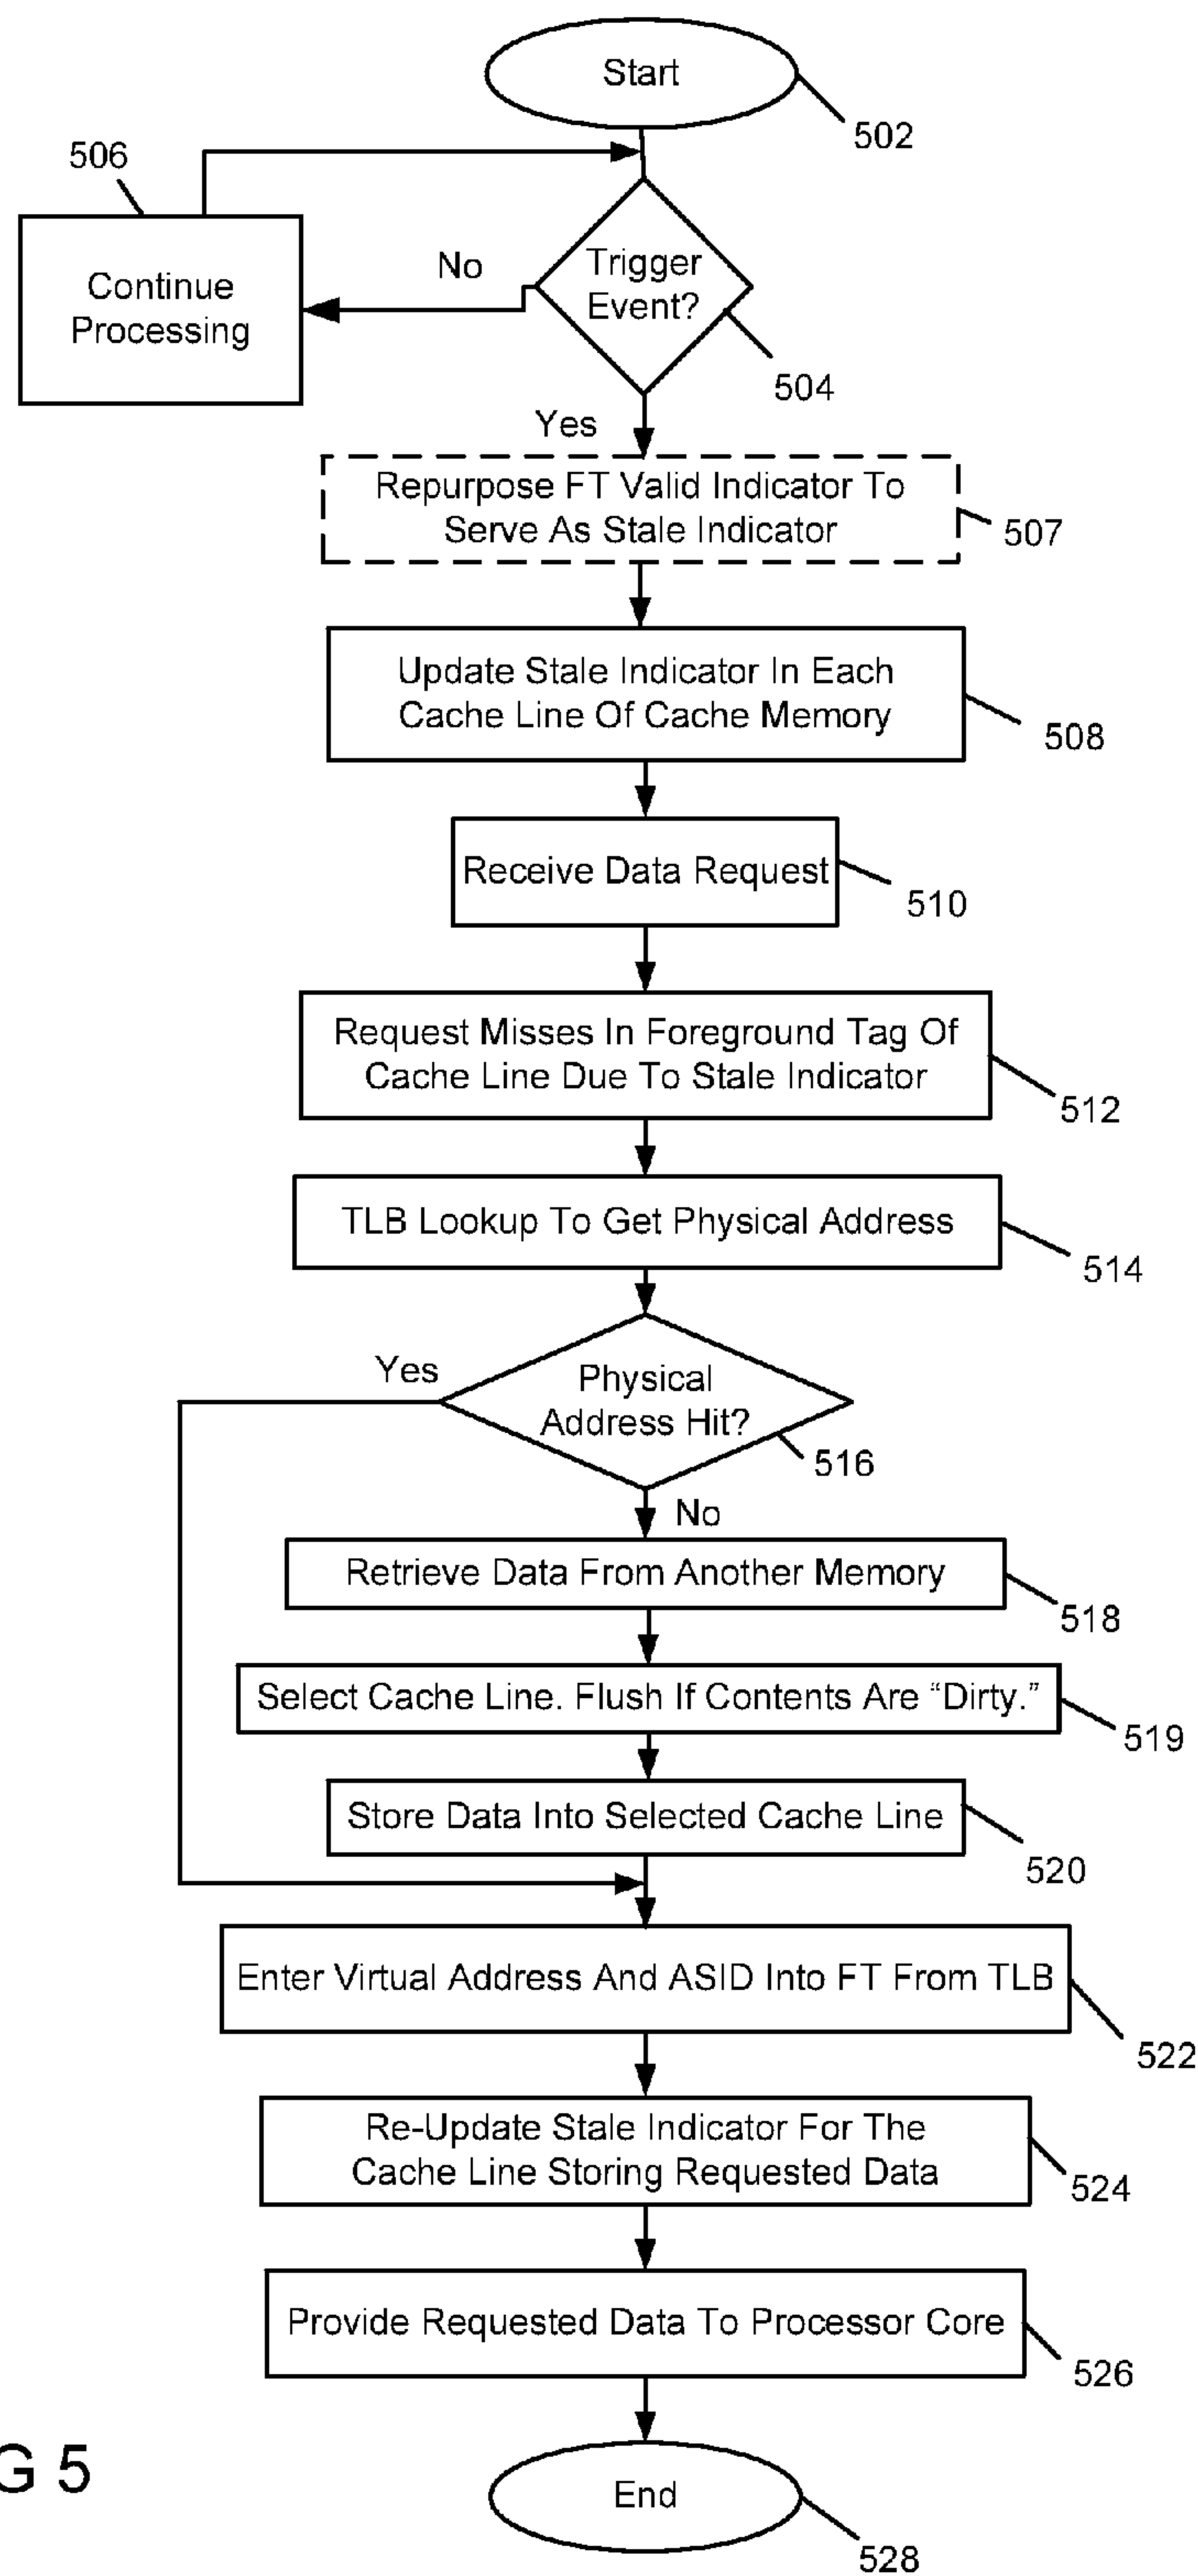 Start
502
506
Continue
Processing
No
Trigger
Event?
504
Yes
Repurpose FT Valid Indicator To
Serve As Stale Indicator
507
Update Stale Indicator In Each
Cache Line Of Cache Memory
508
Receive Data Request
510
Request Misses In Foreground Tag Of
Cache Line Due To Stale Indicator
512
TLB Lookup To Get Physical Address
514
Yes
Physical
Address Hit?
516
No
Retrieve Data From Another Memory
518
Select Cache Line. Flush If Contents Are “Dirty.”
519
Store Data Into Selected Cache Line
520
Enter Virtual Address And ASID Into FT From TLB
522
Re-Update Stale Indicator For The
Cache Line Storing Requested Data
524
Provide Requested Data To Processor Core
526
G 5
End
528